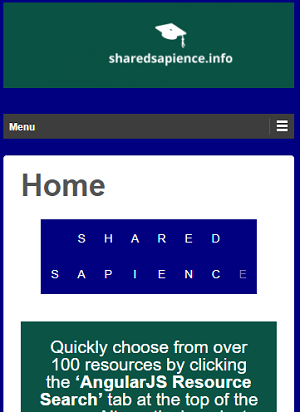 sharedsapience.info
Menu
Home
S H A R E D
S A P I E N C E
Quickly choose from over
100 resources by clicking
the ‘AngularJS Resource
Search’ tab at the top of the